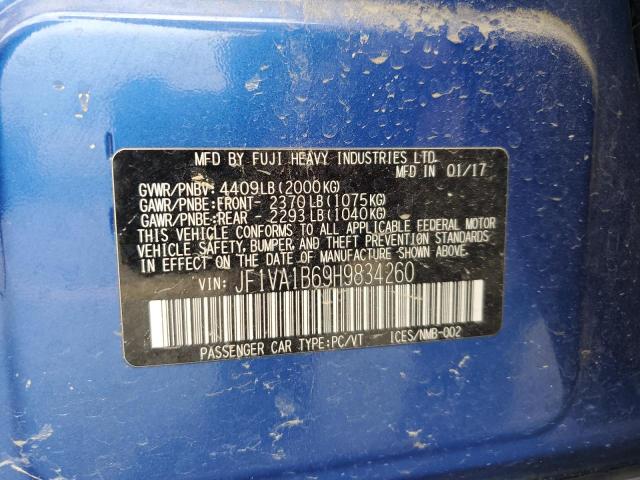 MFD BY FUJI HEAVY INDUSTRIES LTD.
MFD IN 01/17
GVWR/PNBV: 4409LB(2000KG)
GAWR/PNBE:FRONT- 2370LB(1075KG)
GAWR/PNBE:REAR - 2293LB(1040KG)
THIS VEHICLE CONFORMS TO ALL APPLICABLE FEDERAL MOTOR
VEHICLE SAFETY, BUMPER, AND THEFT PREVENTION STANDARDS
IN EFFECT ON THE DATE OF MANUFACTURE SHOWN ABOVE.
VIN: JF1VA1B69H9834260
PASSENGER CAR TYPE:PC/VT ICES/NMB-002